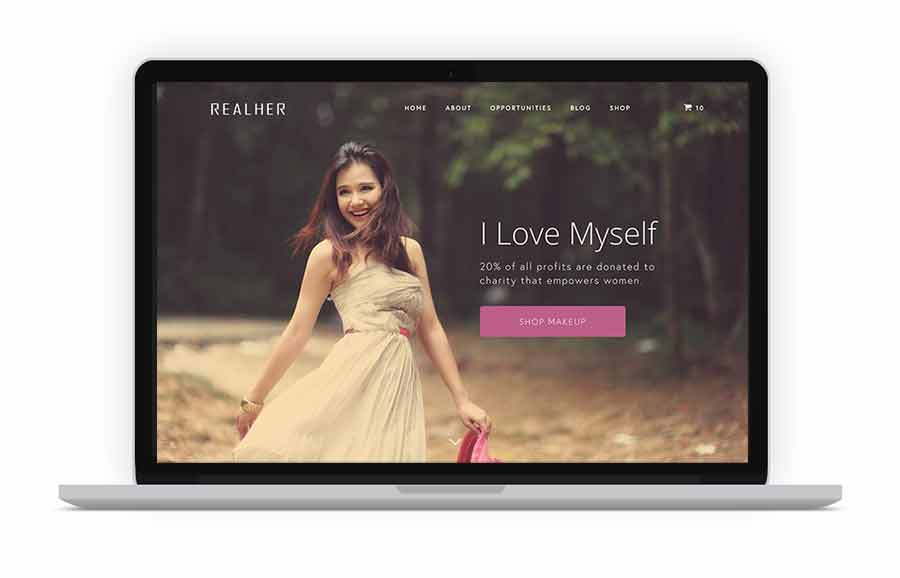 REALHER
HOME ABOUT OPPORTUNITIES BLOG SHOP 10
I Love Myself
20% of all profits are donated to
charity that empowers women.
SHOP MAKEUP